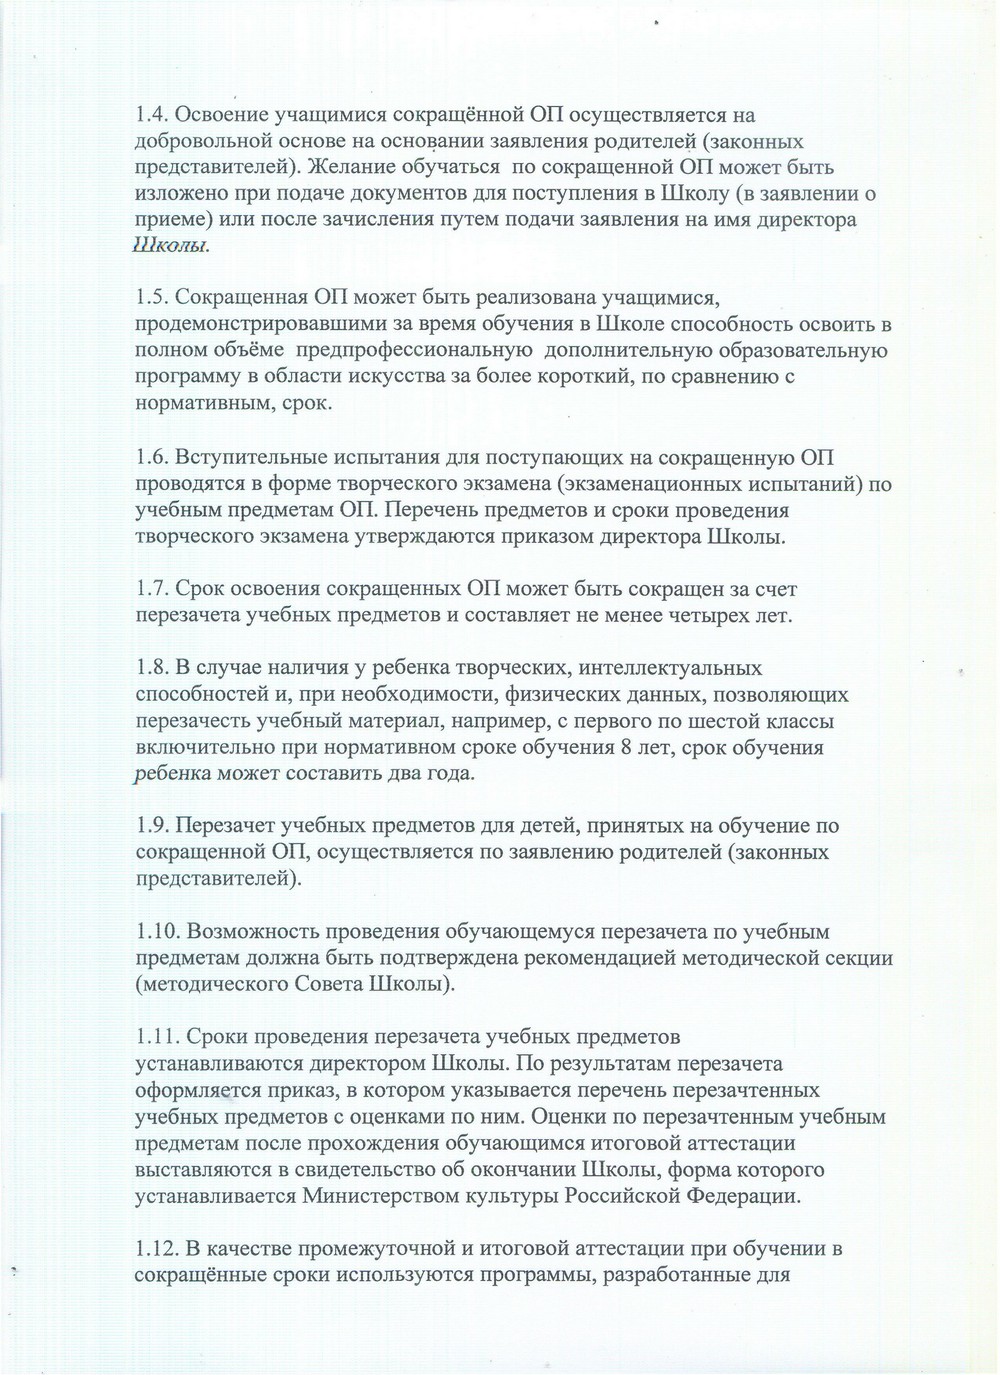 1.4. Освоение учащимися сокращённой ОП осуществляется на
добровольной основе на основании заявления родителей (законных
представителей). Желание обучаться по сокращенной ОП может быть
изложено при подаче документов для поступления в Школу (в заявлении о
приеме) или после зачисления путем подачи заявления на имя директора
Школы.
1.5. Сокращенная ОП может быть реализована учащимися,
продемонстрировавшими за время обучения в Школе способность освоить в
полном объёме предпрофессиональную дополнительную образовательную
программу в области искусства за более короткий, по сравнению с
нормативным, срок.
1.6. Вступительные испытания для поступающих на сокращенную ОП
проводятся в форме творческого экзамена (экзаменационных испытаний) по
учебным предметам ОП. Перечень предметов и сроки проведения
творческого экзамена утверждаются приказом директора Школы.
1.7. Срок освоения сокращенных ОП может быть сокращен за счет
перезачета учебных предметов и составляет не менее четырех лет.
1.8. В случае наличия у ребенка творческих, интеллектуальных
способностей и, при необходимости, физических данных, позволяющих
перезачесть учебный материал, например, с первого по шестой классы
включительно при нормативном сроке обучения 8 лет, срок обучения
ребенка может составить два года.
1.9. Перезачет учебных предметов для детей, принятых на обучение по
сокращенной ОП, осуществляется по заявлению родителей (законных
представителей).
1.10. Возможность проведения обучающемуся перезачета по учебным
предметам должна быть подтверждена рекомендацией методической секции
(методического Совета Школы).
1.11. Сроки проведения перезачета учебных предметов
устанавливаются директором Школы. По результатам перезачета
оформляется приказ, в котором указывается перечень перезачтенных
учебных предметов с оценками по ним. Оценки по перезачтенным учебным
предметам после прохождения обучающимся итоговой аттестации
выставляются в свидетельство об окончании Школы, форма которого
устанавливается Министерством культуры Российской Федерации.
1.12. В качестве промежуточной и итоговой аттестации при обучении в
сокращённые сроки используются программы, разработанные для